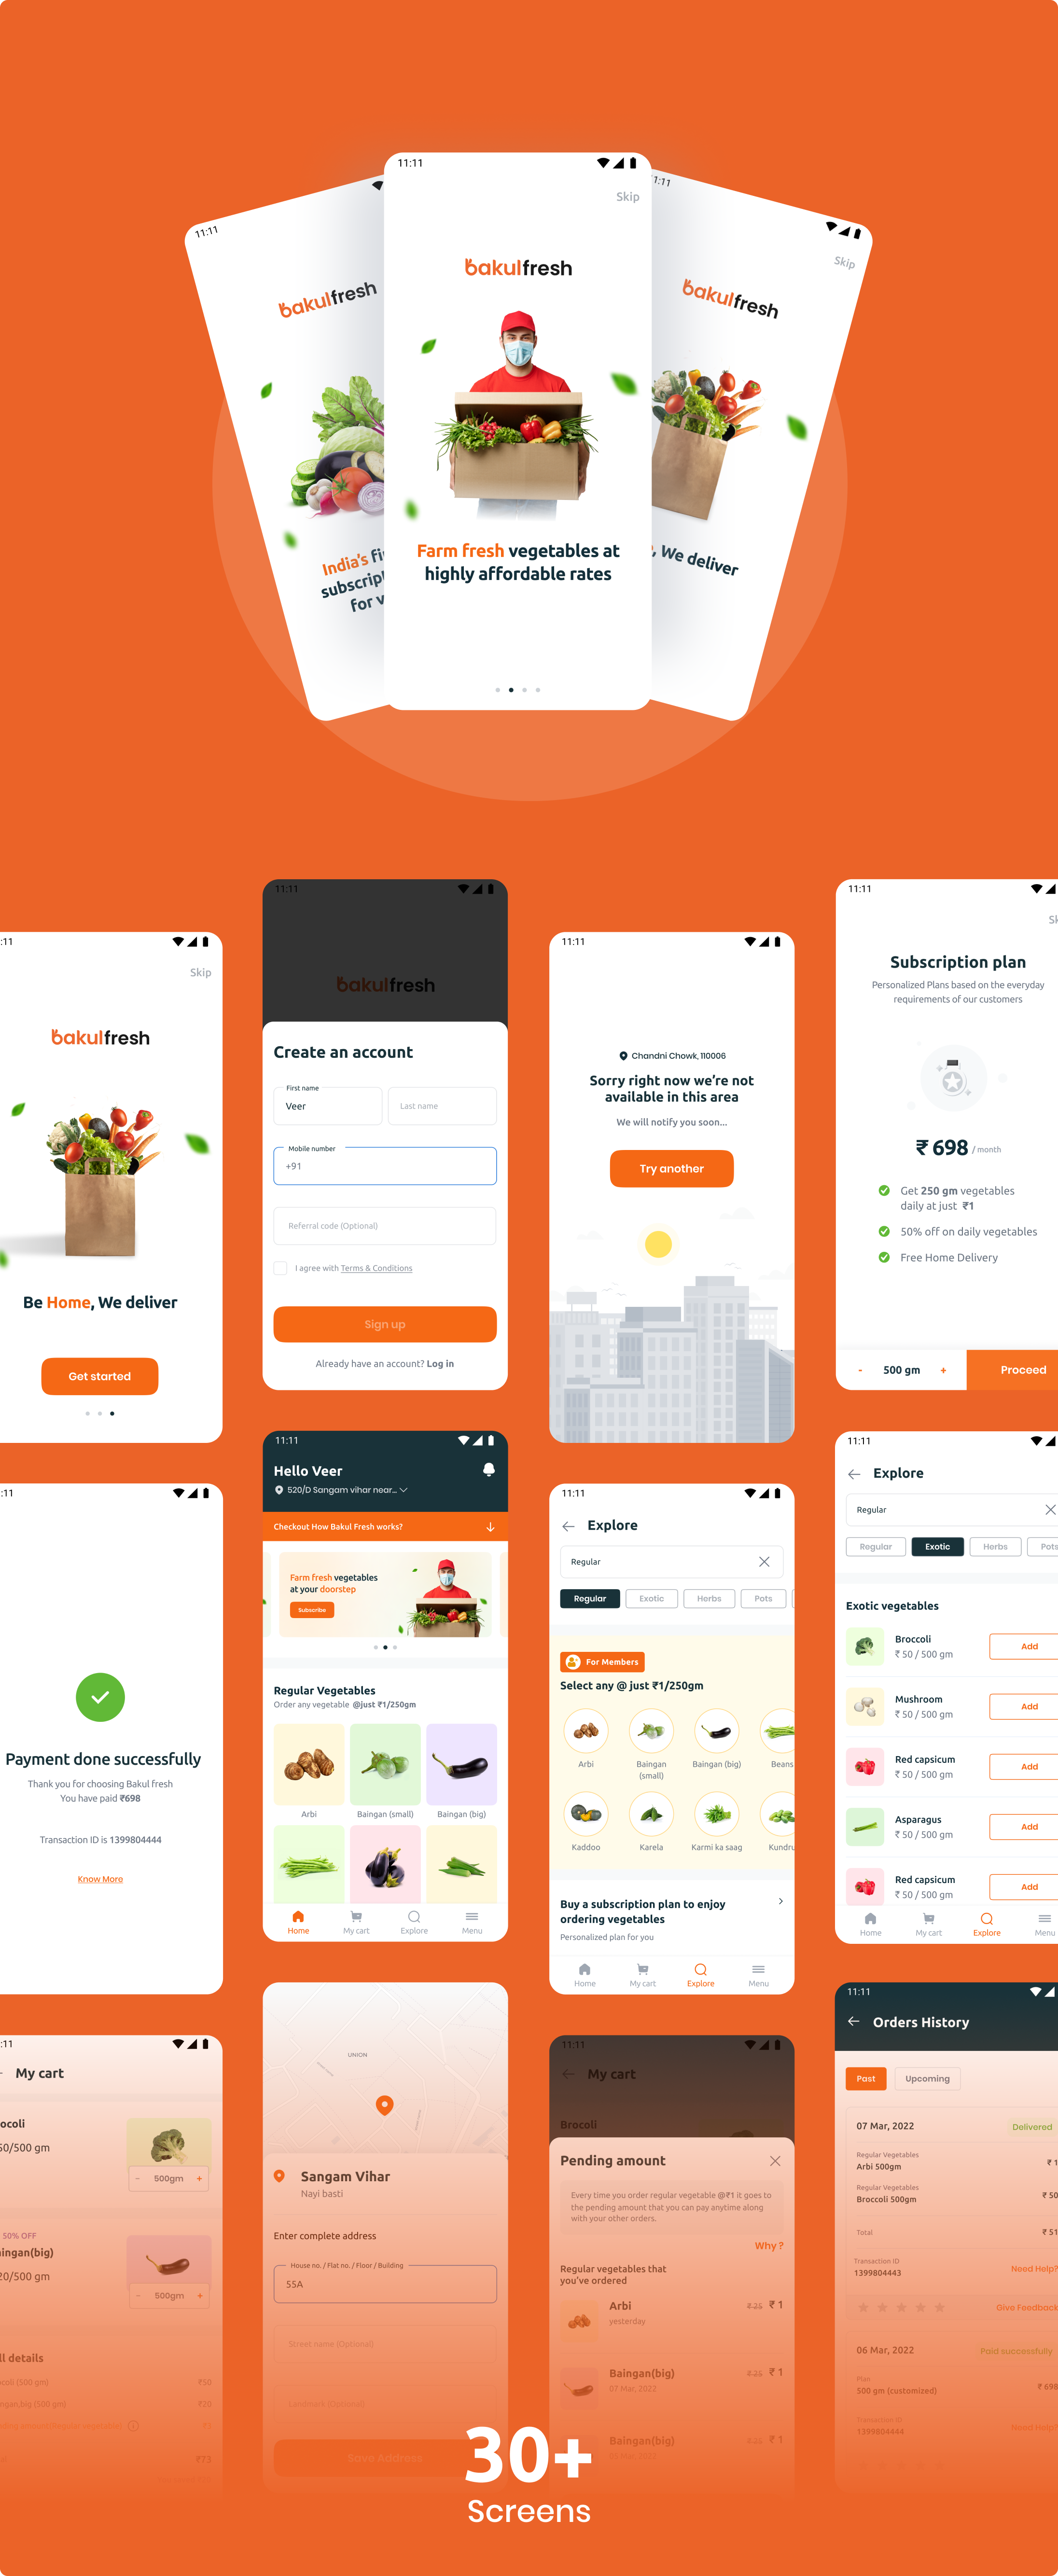 11:11
Skip
bakulfresh
Farm fresh vegetables at
highly affordable rates
11:11
bakulfresh
India's
for
1:11
Skip
bakulfresh
, We deliver
:11
Skip
bakulfresh
Be Home, We deliver
Get started
11:11
bakulfresh
Create an account
First name
Veer
Last name
Mobile number
+91
Referral code (Optional)
I agree with Terms & Conditions
Sign up
Already have an account? Log in
11:11
Chandni Chowk, 110006
Sorry right now we're not
available in this area
We will notify you soon...
Try another
11:11
Sk
Subscription plan
Personalized Plans based on the everyday
requirements of our customers
₹ 698 / month
Get 250 gm vegetables
daily at just ₹1
50% off on daily vegetables
Free Home Delivery
- 500 gm +
Proceed
:11
Payment done successfully
Thank you for choosing Bakul fresh
You have paid ₹698
Transaction ID is 1399804444
Know More
11:11
Hello Veer
520/D Sangam vihar near...
Checkout How Bakul Fresh works?
Farm fresh vegetables
at your doorstep
Subscribe
Regular Vegetables
Order any vegetable @just ₹1/250gm
Arbi
Baingan (small)
Baingan (big)
Home
My cart
Explore
Menu
11:11
Explore
Regular
Regular
Exotic
Herbs
Pots
For Members
Select any @ just ₹1/250gm
Arbi
Baingan
(small)
Baingan (big)
Beans
Kaddoo
Karela
Karmi ka saag
Kundru
Buy a subscription plan to enjoy
ordering vegetables
Personalized plan for you
Home
My cart
Explore
Menu
11:11
Explore
Regular
Regular
Exotic
Herbs
Pots
Exotic vegetables
Broccoli
₹ 50 / 500 gm
Add
Mushroom
₹ 50 / 500 gm
Add
Red capsicum
₹ 50 / 500 gm
Add
Asparagus
₹ 50 / 500 gm
Add
Red capsicum
₹ 50 / 500 gm
Add
Home
My cart
Explore
Menu
:11
My cart
ocoli
50/500 gm
- 500gm +
50% OFF
aingan(big)
20/500 gm
- 500gm +
ll details
coli (500 gm)
₹50
ngan,big (500 gm)
₹20
₹73
UNION
Sangam Vihar
Nayi basti
Enter complete address
House no. / Flat no. / Floor / Building
55A
Street name (Optional)
Landmark (Optional)
Save Address
11:11
My cart
Brocoli
Pending amount
Every time you order regular vegetable @₹1 it goes to
the pending amount that you can pay anytime along
with your other orders.
Why ?
Regular vegetables that
you've ordered
Arbi
₹ 25 ₹ 1
yesterday
Baingan(big)
₹ 25 ₹ 1
07 Mar, 2022
Baingan(big)
₹ 25 ₹ 1
11:11
Orders History
Past
Upcoming
07 Mar, 2022
Delivered
Regular Vegetables
Arbi 500gm
₹ 1
Regular Vegetables
Broccoli 500gm
₹ 50
Total
₹ 51
Transaction ID
1399804443
Need Help?
Give Feedback
06 Mar, 2022
Paid successfully
Plan
500 gm (customized)
₹ 698
Transaction ID
1399804444
Need Help?
30+
Screens